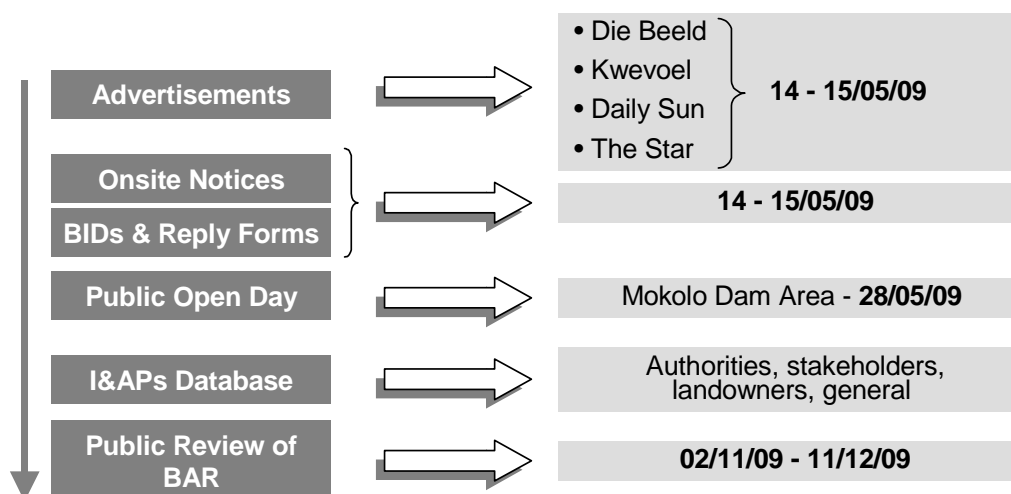 Advertisements
• Die Beeld
• Kwevoel
• Daily Sun
• The Star
14 - 15/05/09
Onsite Notices
BIDs & Reply Forms
14 - 15/05/09
Public Open Day
Mokolo Dam Area - 28/05/09
I&APs Database
Authorities, stakeholders,
landowners, general
Public Review of
BAR
02/11/09 - 11/12/09